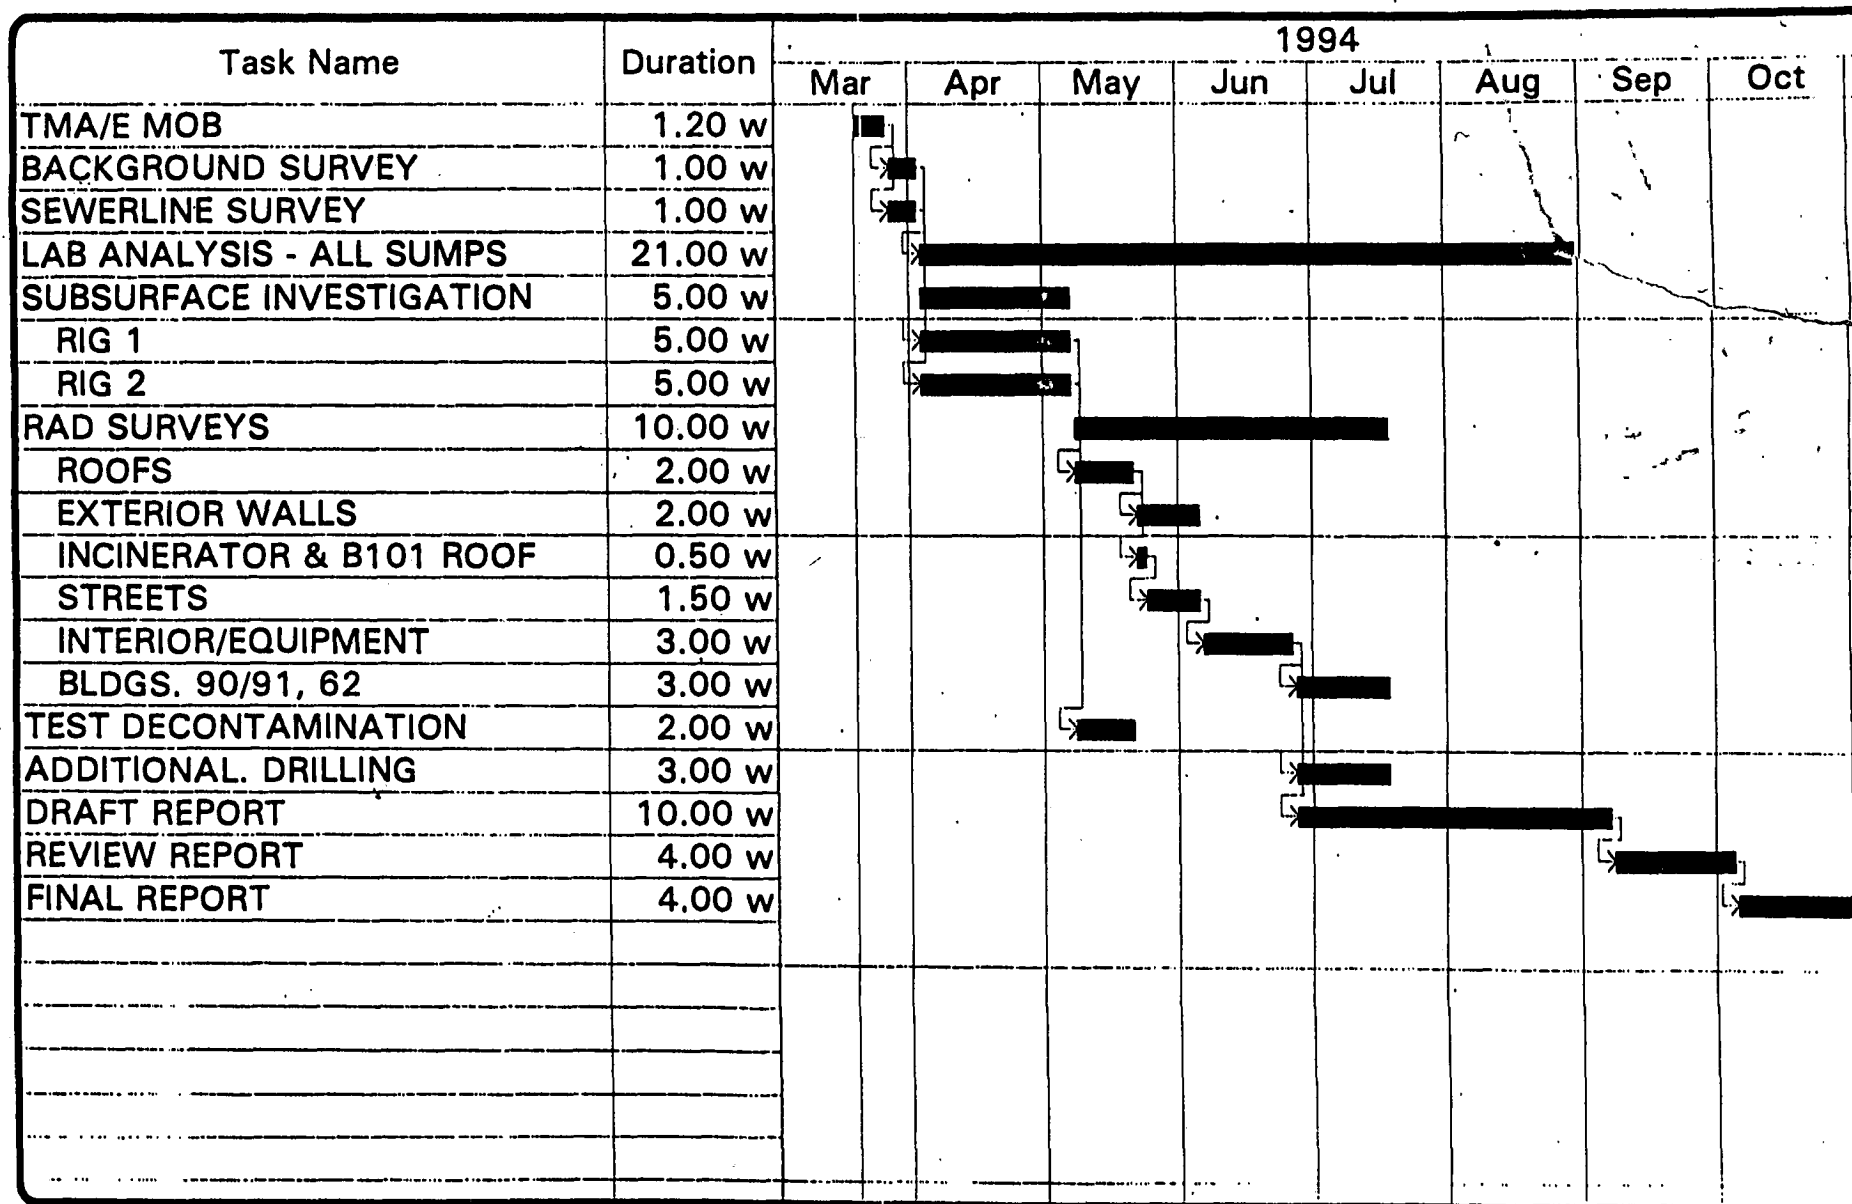 1994
Task Name Duration
Mar Apr May Jun Jul Aug Sep Oct
TMA/E MOB 1.20 w
BACKGROUND SURVEY 1.00 w
SEWERLINE SURVEY 1.00 w
LAB ANALYSIS - ALL SUMPS 21.00 w
SUBSURFACE INVESTIGATION 5.00 w
RIG 1 5.00 w
RIG 2 5.00 w
RAD SURVEYS 10.00 w
ROOFS 2.00 w
EXTERIOR WALLS 2.00 w
INCINERATOR & B101 ROOF 0.50 w
STREETS 1.50 w
INTERIOR/EQUIPMENT 3.00 w
BLDGS. 90/91, 62 3.00 w
TEST DECONTAMINATION 2.00 w
ADDITIONAL. DRILLING 3.00 w
DRAFT REPORT 10.00 w
REVIEW REPORT 4.00 w
FINAL REPORT 4.00 w